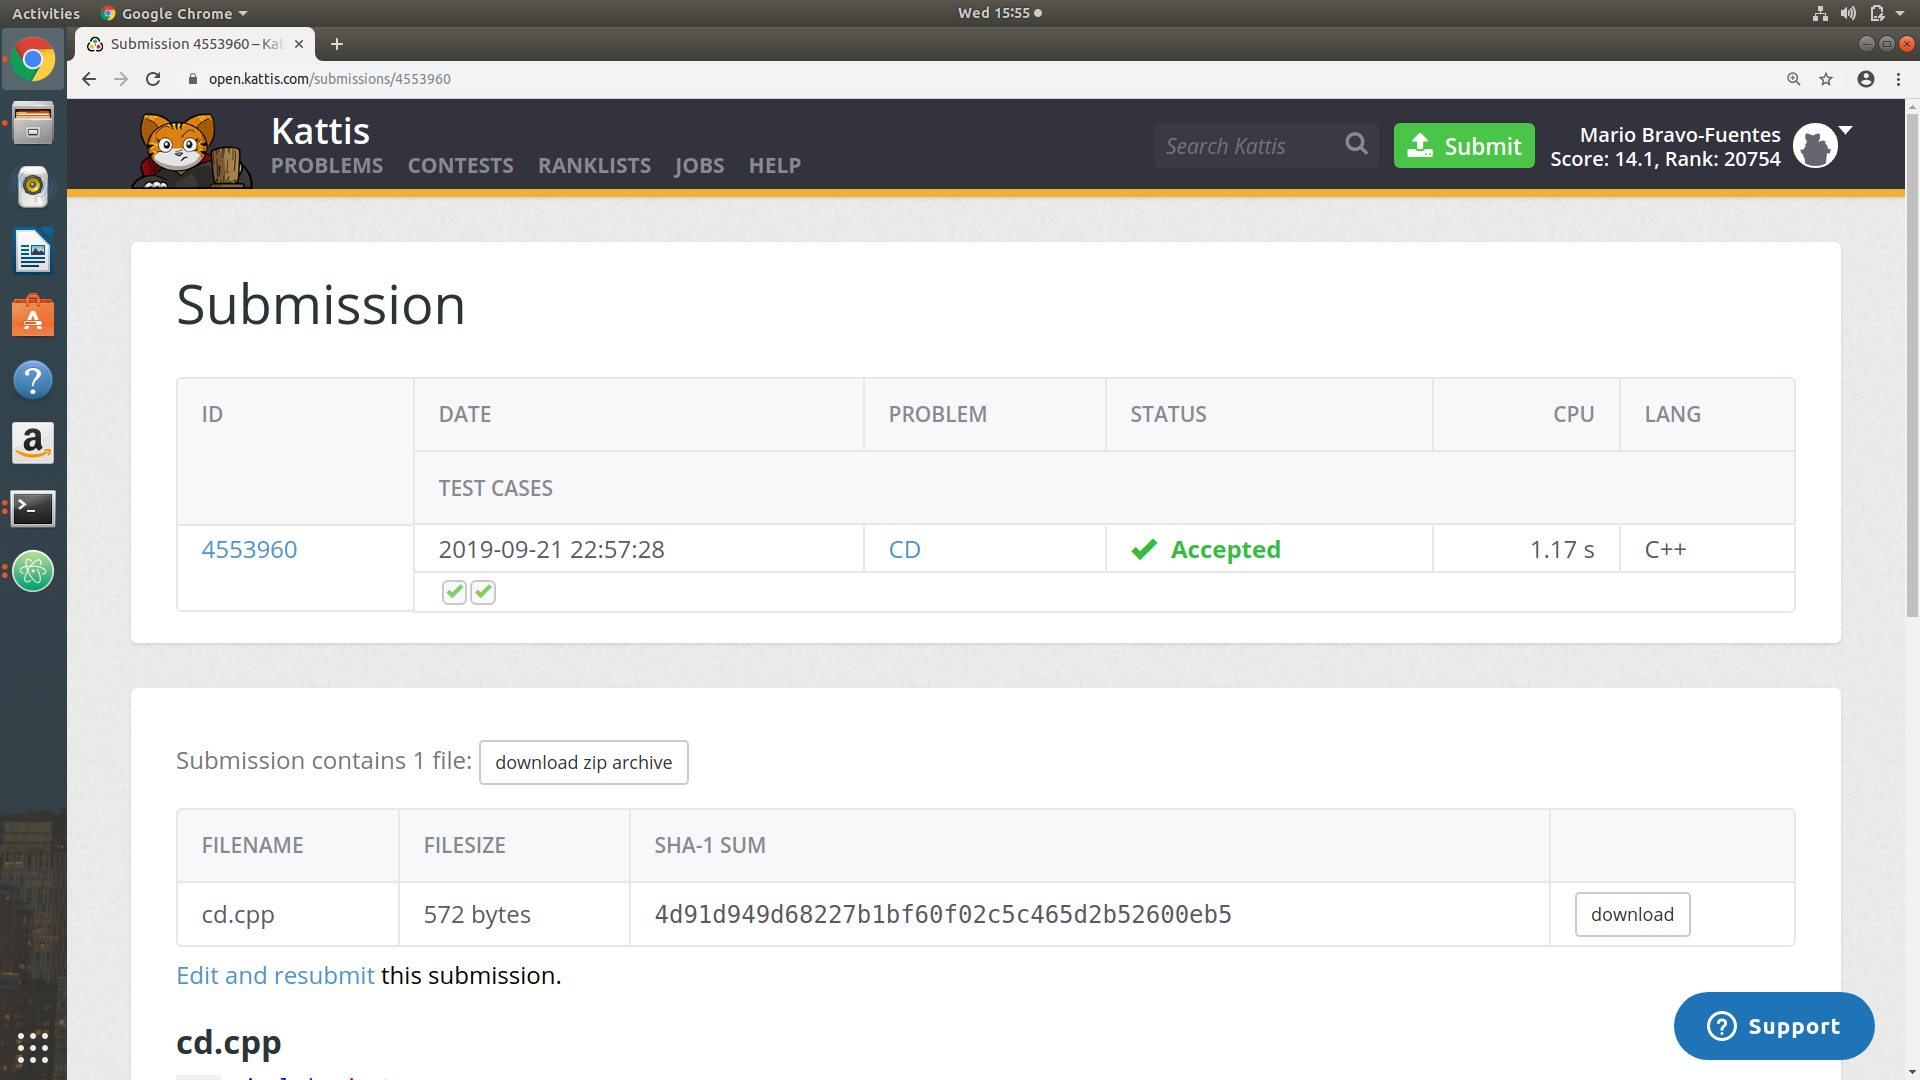 Activities
Google Chrome
Wed 15:55
Submission 4553960 – Kat
open.kattis.com/submissions/4553960
Kattis
PROBLEMS CONTESTS RANKLISTS JOBS HELP
Search Kattis
Submit
Mario Bravo-Fuentes
Score: 14.1, Rank: 20754
Submission
ID DATE PROBLEM STATUS CPU LANG
TEST CASES
4553960 2019-09-21 22:57:28 CD Accepted 1.17 s C++
Submission contains 1 file: download zip archive
FILENAME FILESIZE SHA-1 SUM
cd.cpp 572 bytes 4d91d949d68227b1bf60f02c5c465d2b52600eb5 download
Edit and resubmit this submission.
Support
cd.cpp